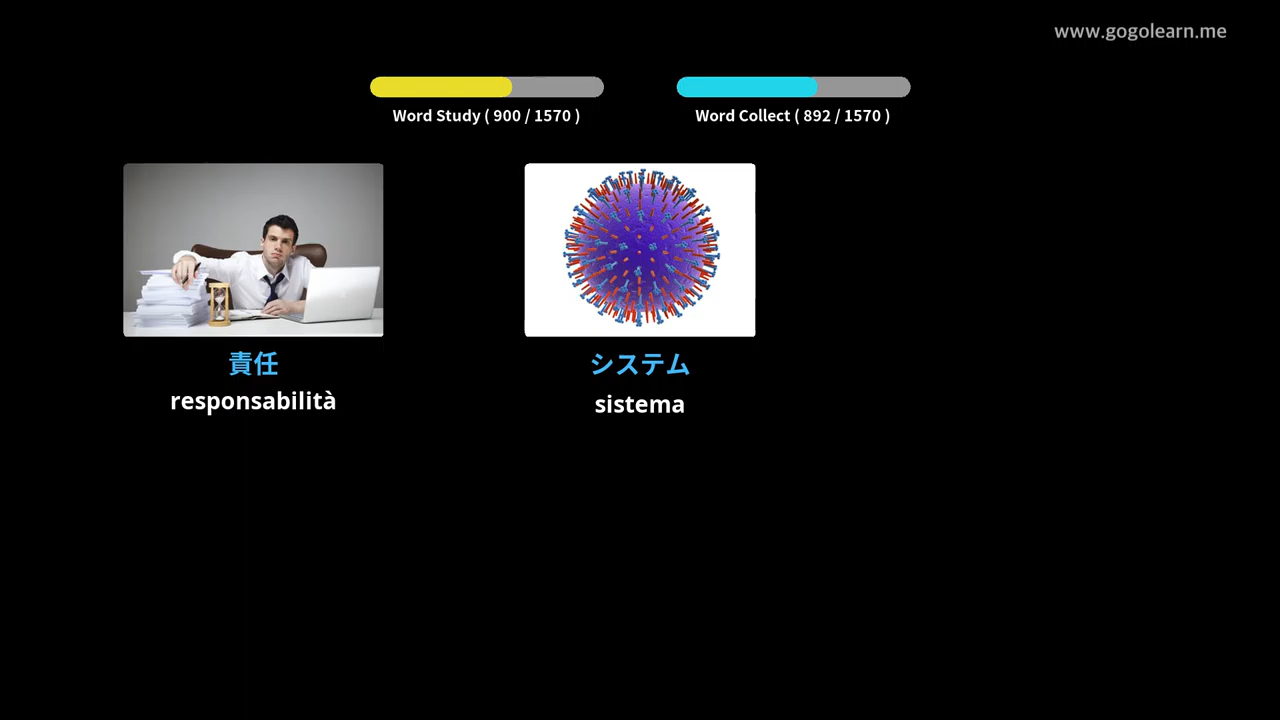 www.gogolearn.me
Word Study ( 900 / 1570 )
Word Collect ( 892 / 1570 )
責任
responsabilità
システム
sistema